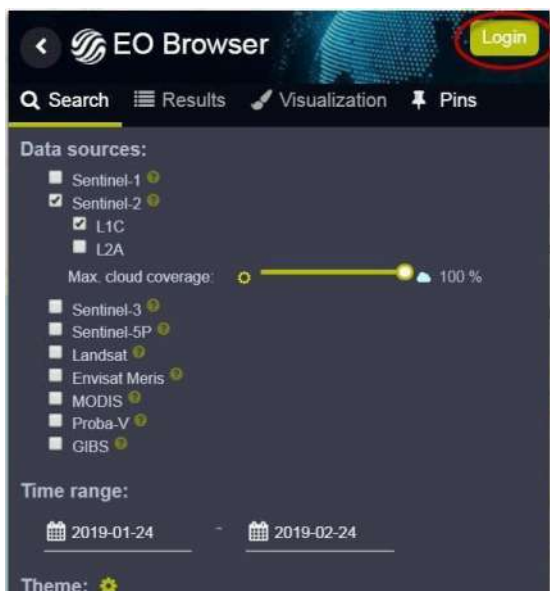 EO Browser
Login
Search Results Visualization Pins
Data sources:
Sentinel-1
Sentinel-2
L1C
L2A
Max. cloud coverage: 100 %
Sentinel-3
Sentinel-5P
Landsat
Envisat Meris
MODIS
Proba-V
GIBS
Time range:
2019-01-24 - 2019-02-24
Theme: